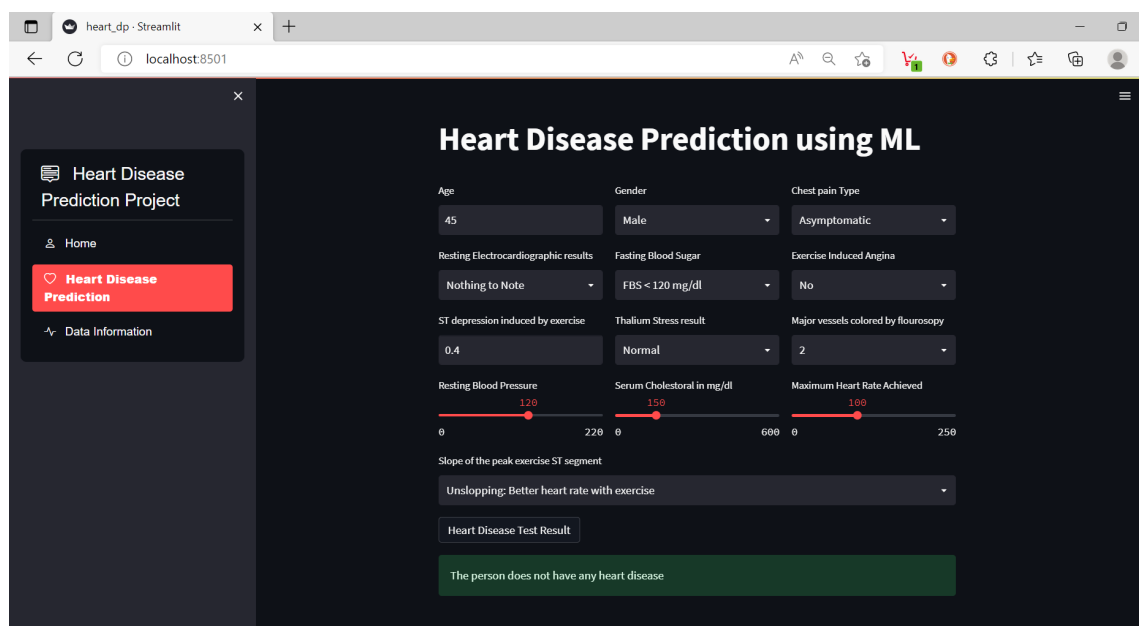 heart_dp · Streamlit
localhost:8501
1
Heart Disease
Prediction Project
Home
Heart Disease
Prediction
Data Information
Heart Disease Prediction using ML
Age Gender Chest pain Type
45 Male Asymptomatic
Resting Electrocardiographic results Fasting Blood Sugar Exercise Induced Angina
Nothing to Note FBS < 120 mg/dl No
ST depression induced by exercise Thalium Stress result Major vessels colored by flourosopy
0.4 Normal 2
Resting Blood Pressure Serum Cholestoral in mg/dl Maximum Heart Rate Achieved
120 150 100
0 220 0 600 0 250
Slope of the peak exercise ST segment
Unslopping: Better heart rate with exercise
Heart Disease Test Result
The person does not have any heart disease